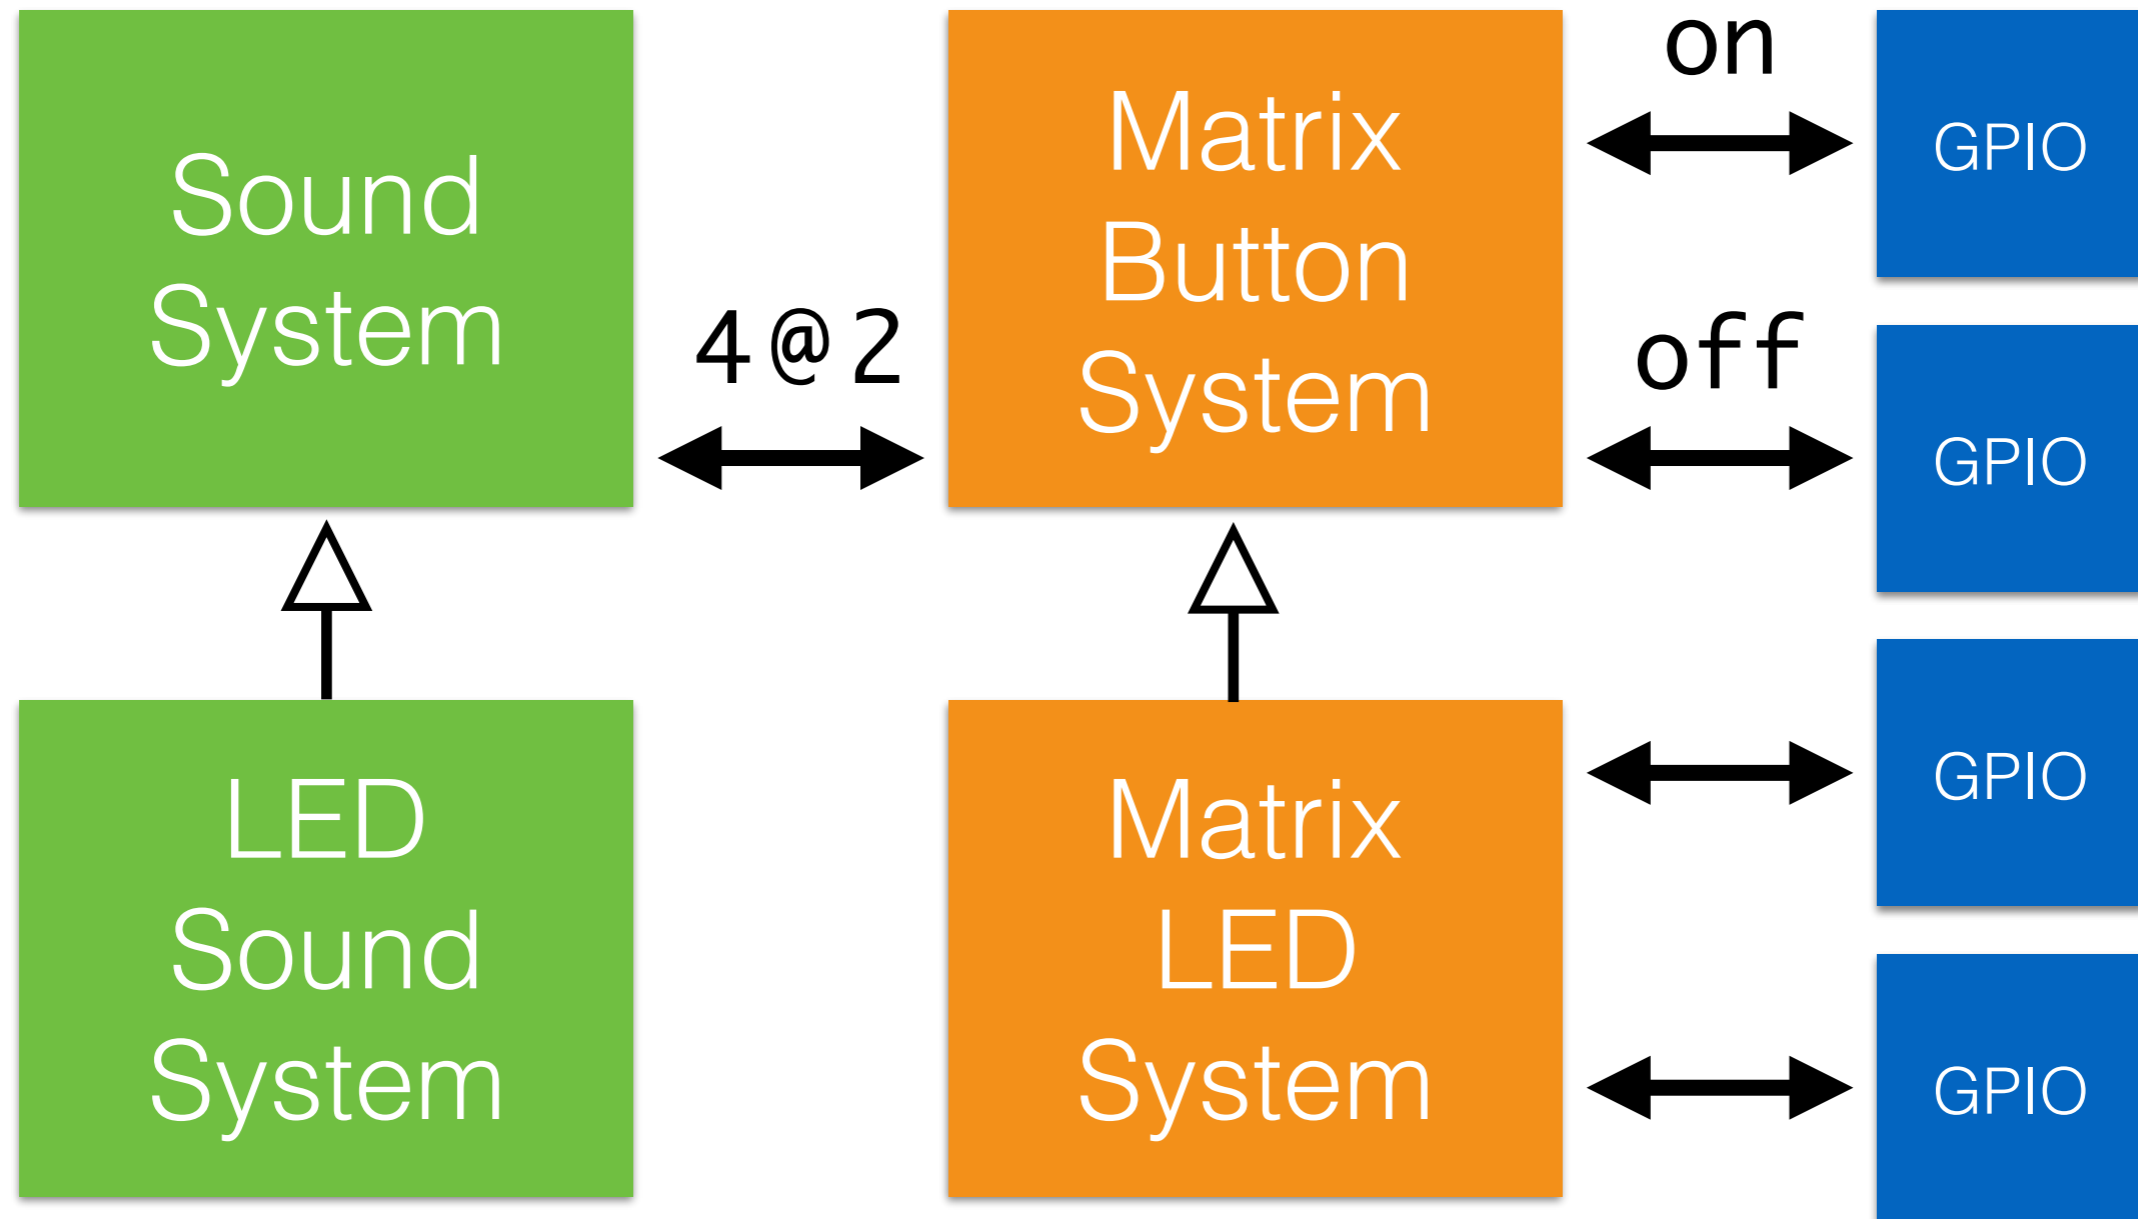 Sound
System
4@2
Matrix
Button
System
on
GPIO
off
GPIO
LED
Sound
System
Matrix
LED
System
GPIO
GPIO